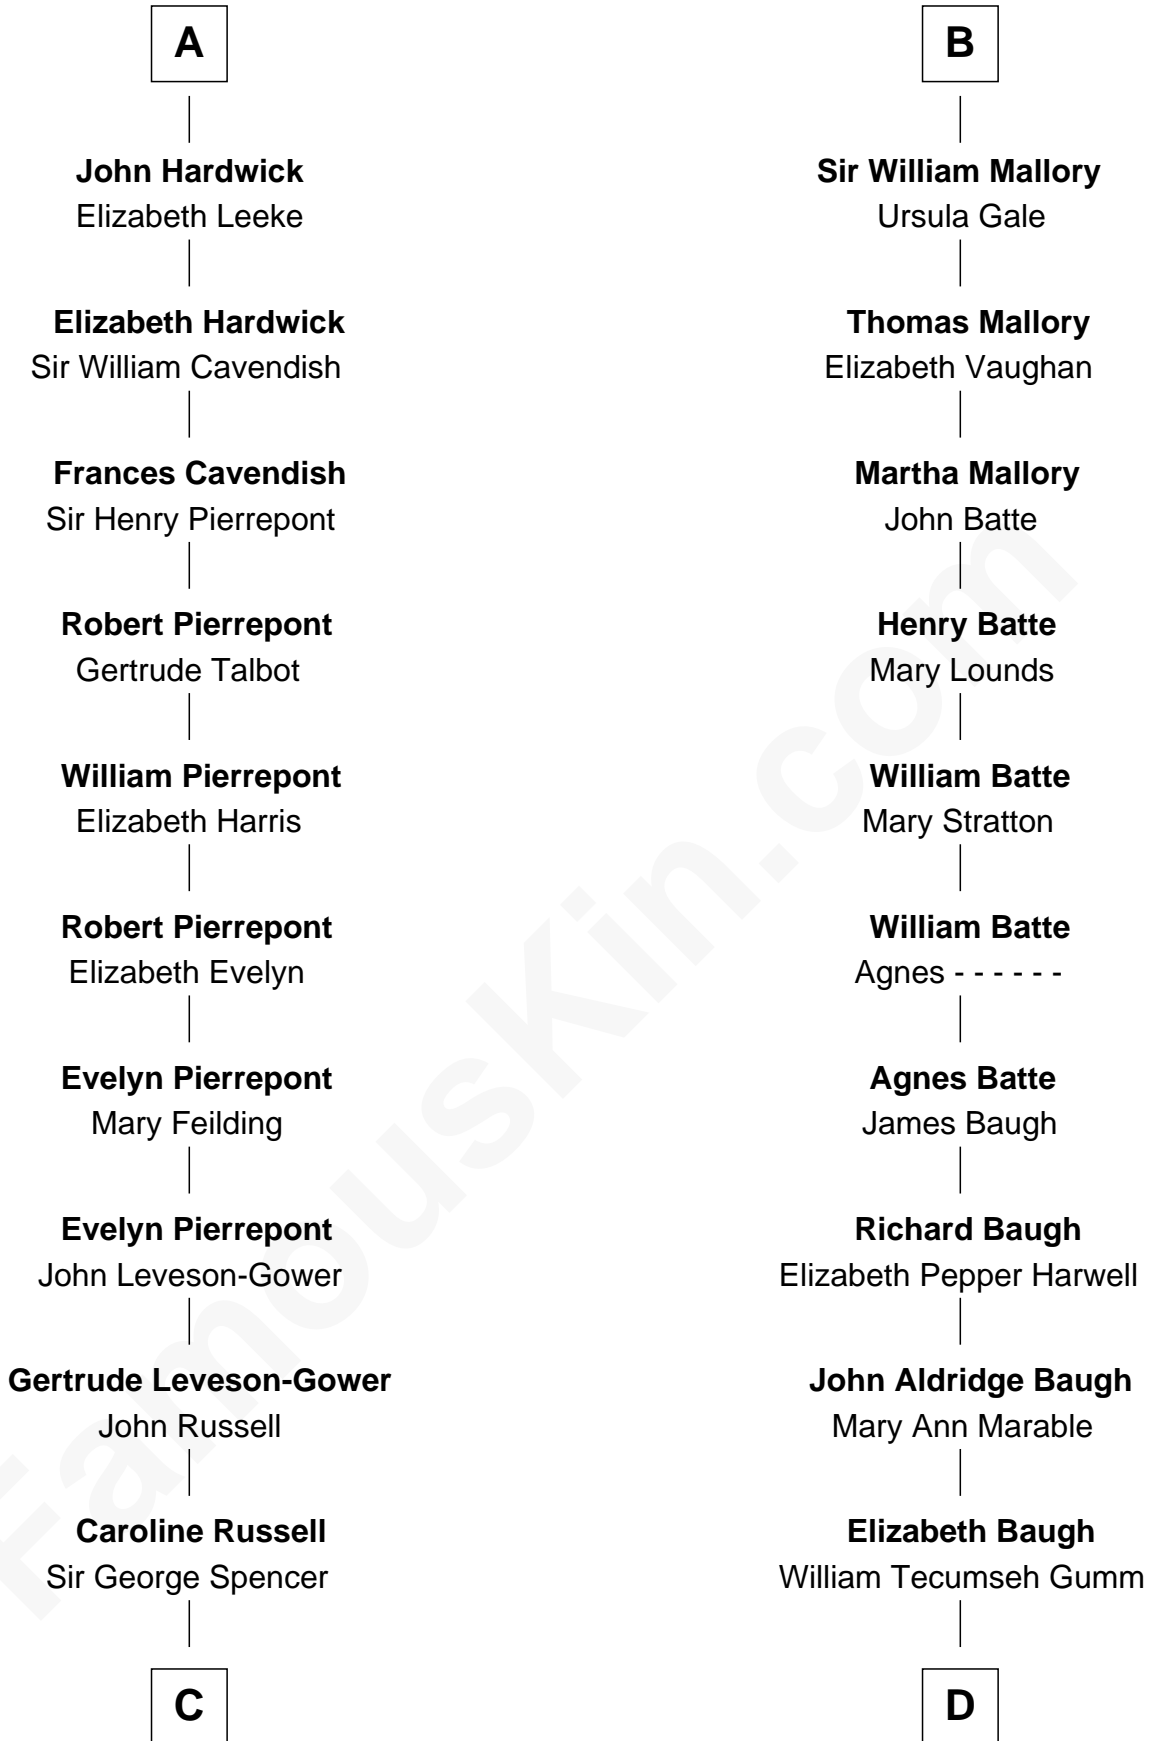 A
John Hardwick
Elizabeth Leeke
Elizabeth Hardwick
Sir William Cavendish
Frances Cavendish
Sir Henry Pierrepont
Robert Pierrepont
Gertrude Talbot
William Pierrepont
Elizabeth Harris
Robert Pierrepont
Elizabeth Evelyn
Evelyn Pierrepont
Mary Feilding
Evelyn Pierrepont
John Leveson-Gower
Gertrude Leveson-Gower
John Russell
Caroline Russell
Sir George Spencer
C
B
Sir William Mallory
Ursula Gale
Thomas Mallory
Elizabeth Vaughan
Martha Mallory
John Batte
Henry Batte
Mary Lounds
William Batte
Mary Stratton
William Batte
Agnes - - - - - -
Agnes Batte
James Baugh
Richard Baugh
Elizabeth Pepper Harwell
John Aldridge Baugh
Mary Ann Marable
Elizabeth Baugh
William Tecumseh Gumm
D
FamousKin.com